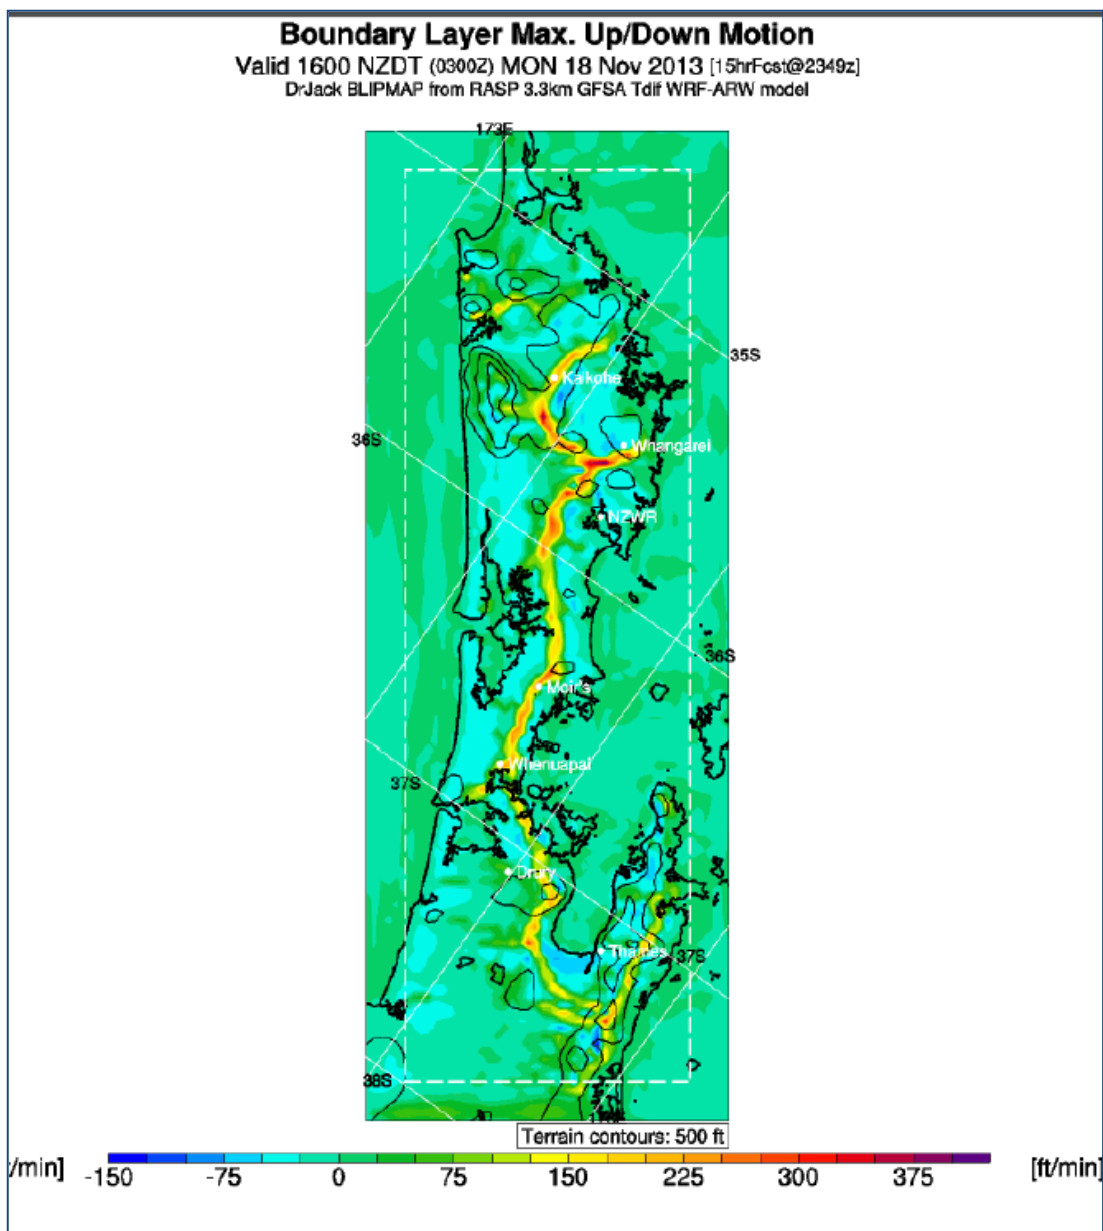 Boundary Layer Max. Up/Down Motion
Valid 1600 NZDT (0300Z) MON 18 Nov 2013 [15hrFcst@2349z]
DrJack BLIPMAP from RASP 3.3km GFSA Tdif WRF-ARW model
173E
35S
Kaikohe
36S
Whangarei
NZWR
36S
Moir's
Whenuapai
37S
Drury
Thames
37S
38S
Terrain contours: 500 ft
/min] -150 -75 0 75 150 225 300 375 [ft/min]